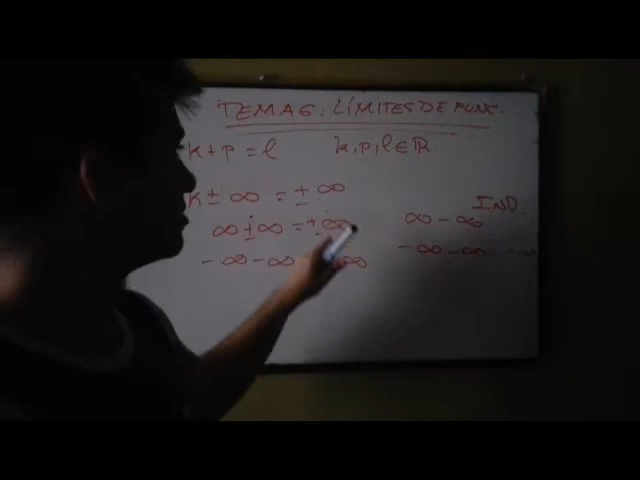 TEMA 6: LÍMITES DE FUNC.
k + p = l k, p, l ∈ ℝ
k ± ∞ = ± ∞
IND.
∞ ± ∞ = + ∞ ∞ - ∞
- ∞ - ∞ ∞ - ∞ - ∞ = - ∞